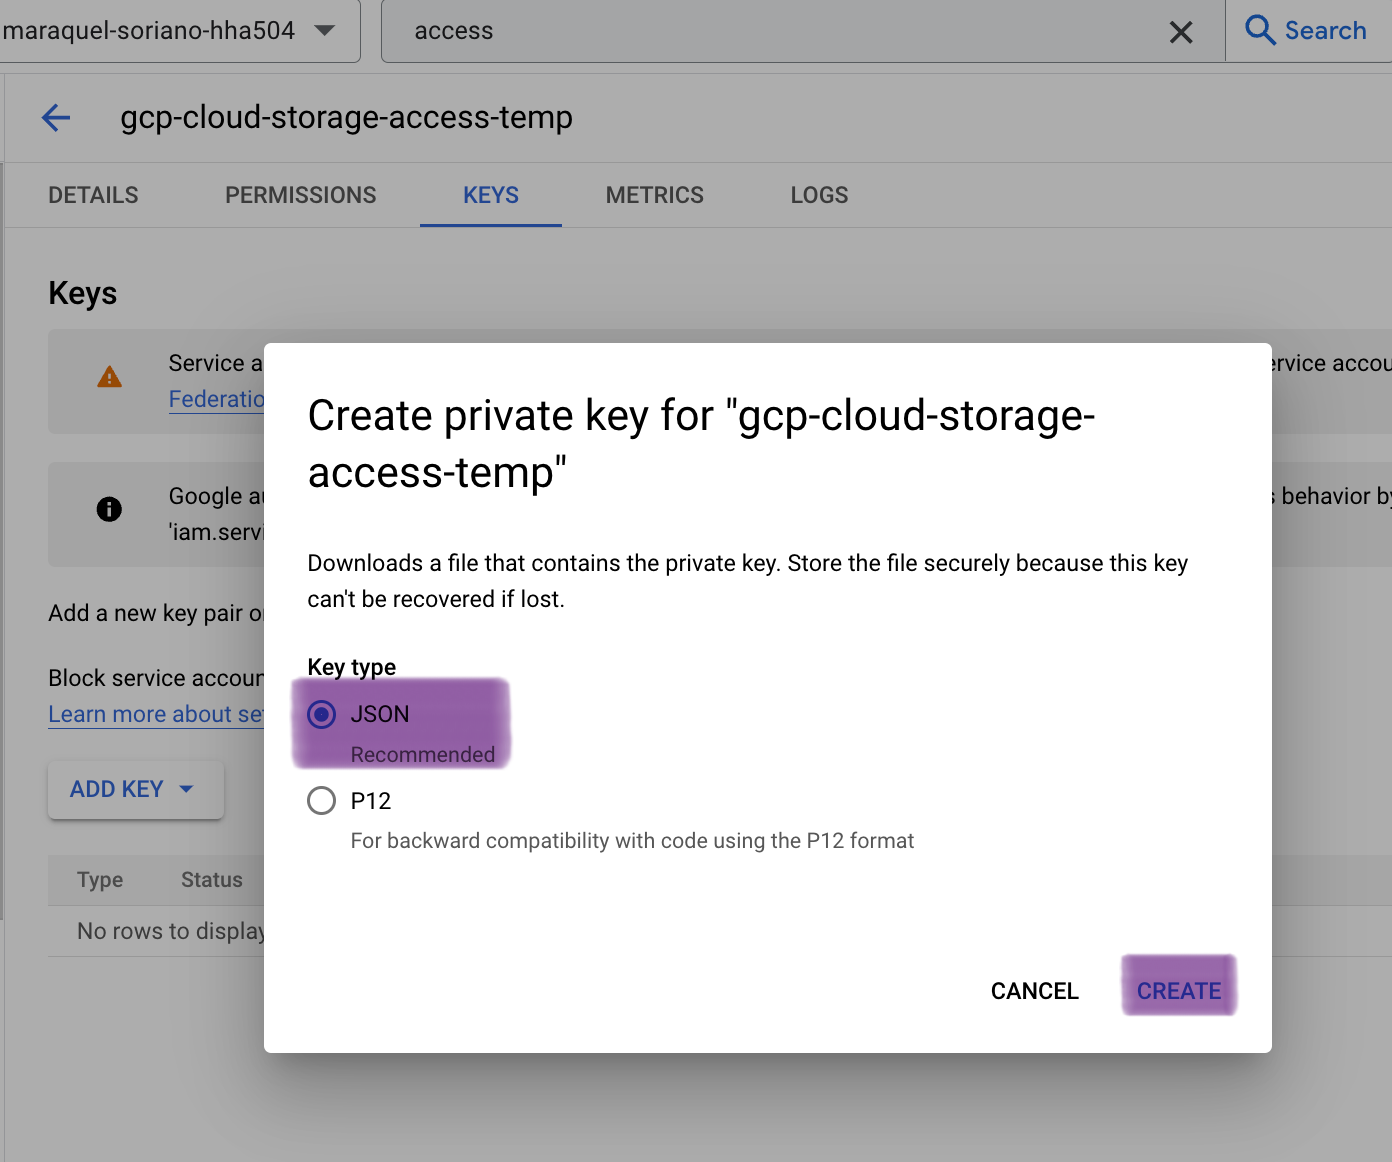 maraquel-soriano-hha504
access
Search
gcp-cloud-storage-access-temp
DETAILS PERMISSIONS KEYS METRICS LOGS
Keys
Service a
ervice accou
Federatio
Google a
s behavior by
'iam.servi
Add a new key pair o
Block service accoun
Learn more about se
ADD KEY
Type Status
No rows to display
Create private key for "gcp-cloud-storage-
access-temp"
Downloads a file that contains the private key. Store the file securely because this key
can't be recovered if lost.
Key type
JSON
Recommended
P12
For backward compatibility with code using the P12 format
CANCEL CREATE